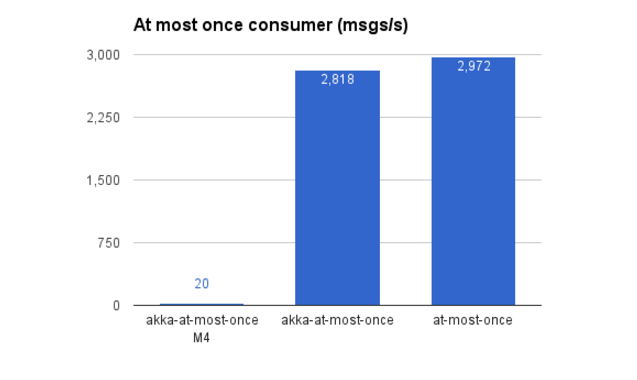 At most once consumer (msgs/s)
3,000
2,972
2,818
2,250
1,500
750
20
0
akka-at-most-once M4
akka-at-most-once
at-most-once